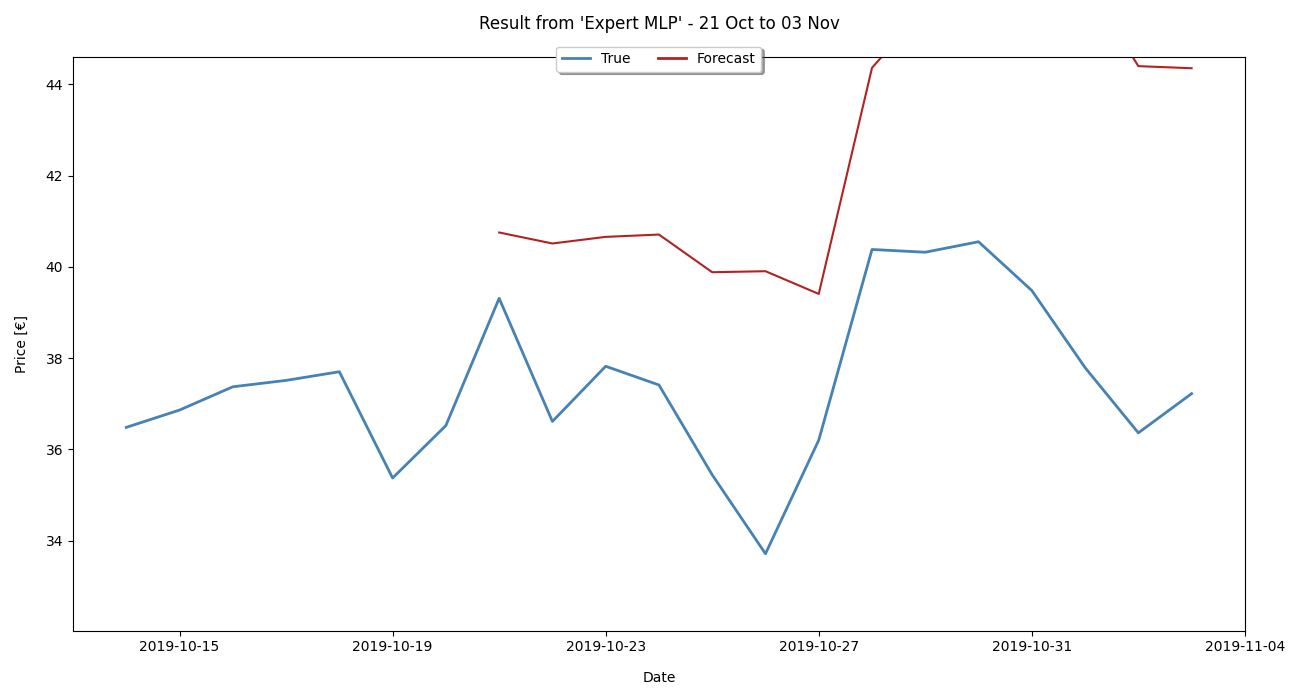 Result from 'Expert MLP' - 21 Oct to 03 Nov
True Forecast
44
42
40
38
36
34
Price [€]
2019-10-15 2019-10-19 2019-10-23 2019-10-27 2019-10-31 2019-11-04
Date